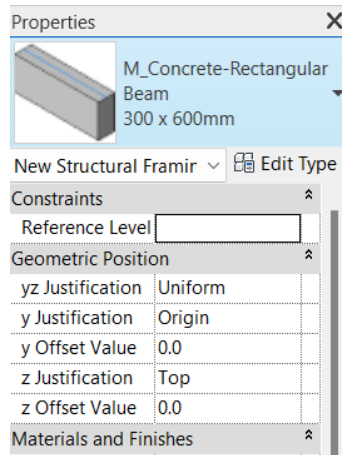 Properties
M_Concrete-Rectangular
Beam
300 x 600mm
New Structural Framir
Edit Type
Constraints
Reference Level
Geometric Position
yz Justification Uniform
y Justification Origin
y Offset Value 0.0
z Justification Top
z Offset Value 0.0
Materials and Finishes